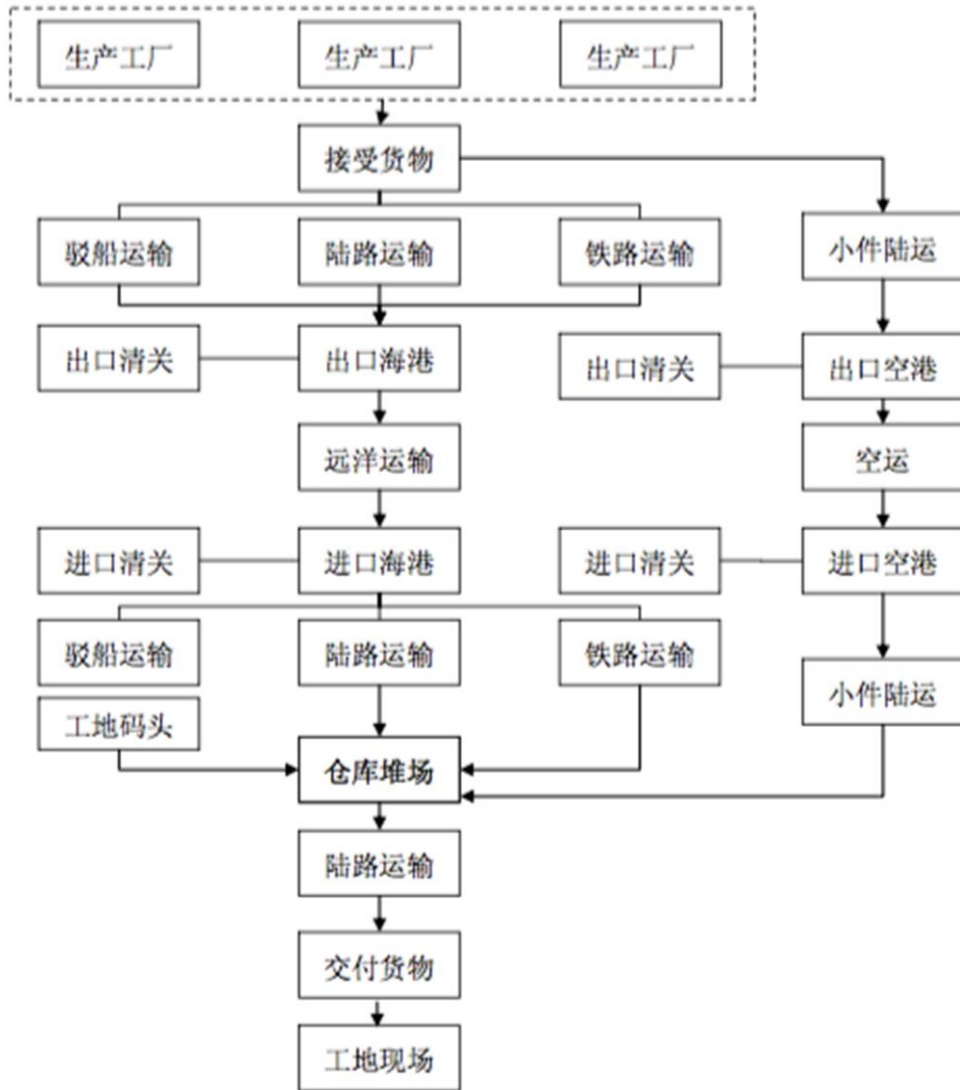 生产工厂
生产工厂
生产工厂
接受货物
驳船运输
陆路运输
铁路运输
小件陆运
出口清关
出口海港
出口清关
出口空港
远洋运输
空运
进口清关
进口海港
进口清关
进口空港
驳船运输
陆路运输
铁路运输
小件陆运
工地码头
仓库堆场
陆路运输
交付货物
工地现场